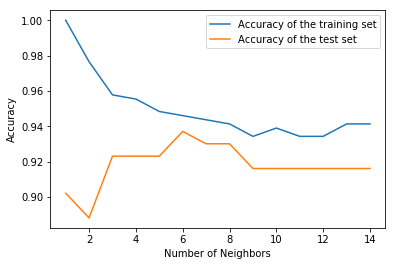 1.00
0.98
0.96
0.94
0.92
0.90
Accuracy
Accuracy of the training set
Accuracy of the test set
2 4 6 8 10 12 14
Number of Neighbors